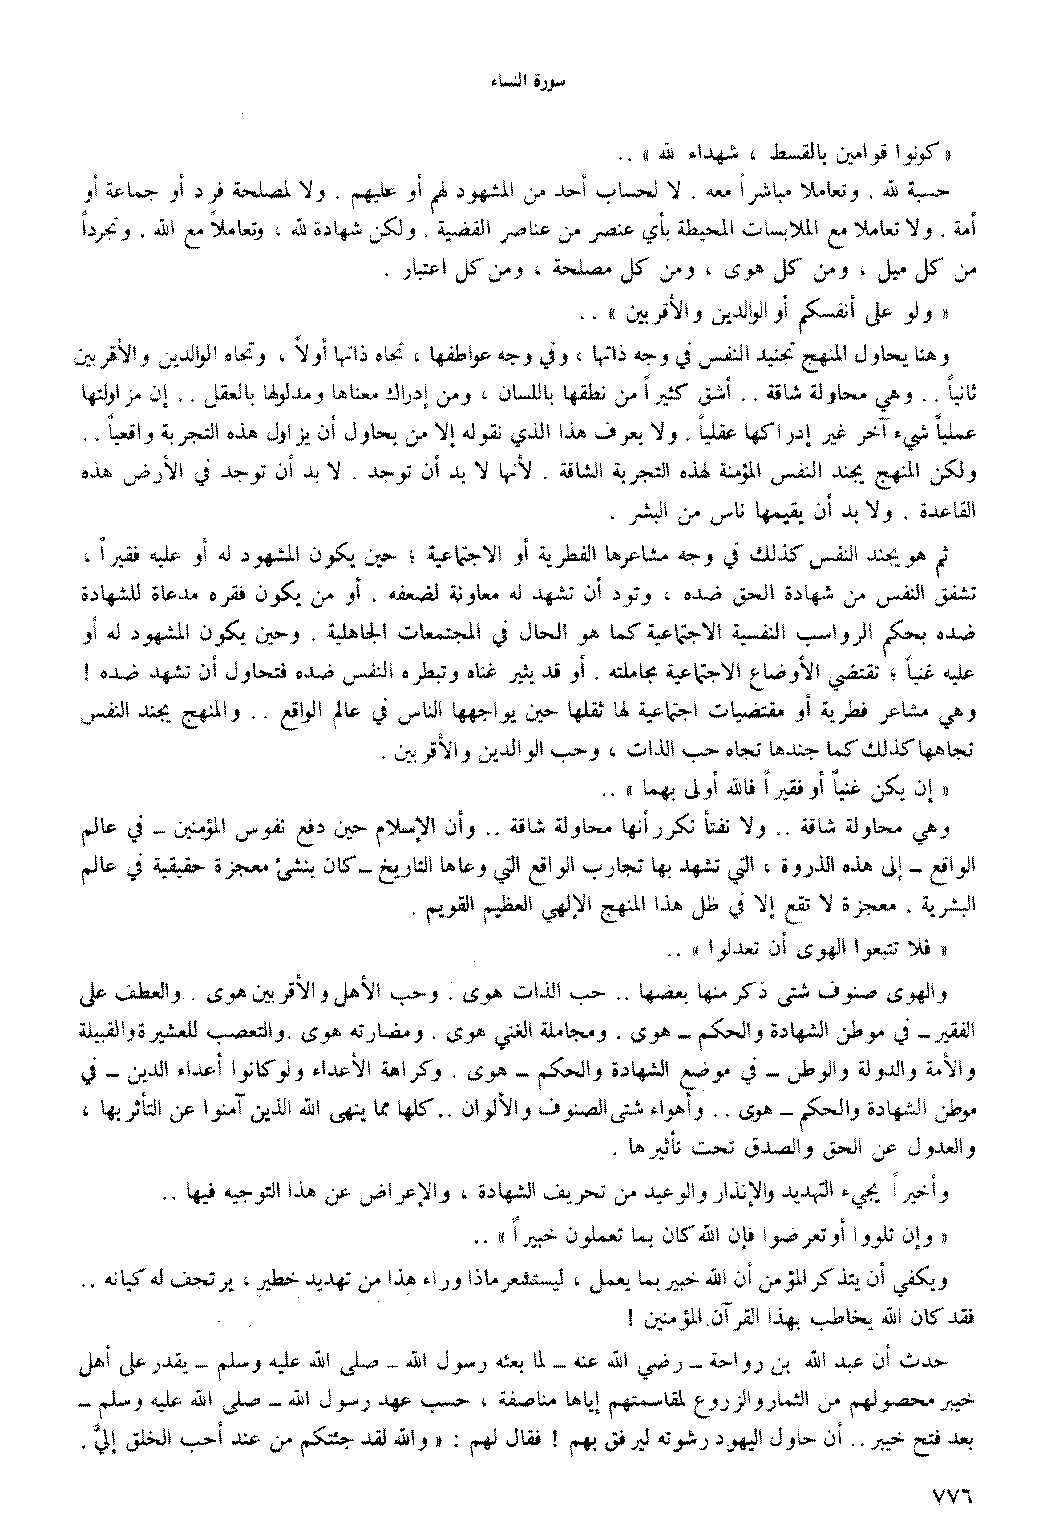 سورة النساء
« كونوا قوامين بالقسط ، شهداء لله » ..
حسبة لله . وتعاملا مباشراً معه . لا لحساب أحد من المشهود لهم أو عليهم . ولا لمصلحة فرد أو جماعة أو
أمة . ولا تعاملا مع الملابسات المحيطة بأي عنصر من عناصر القضية . ولكن شهادة لله ، وتعاملاً مع الله . وتجرداً
من كل ميل ، ومن كل هوى ، ومن كل مصلحة ، ومن كل اعتبار .
« ولو على أنفسكم أو الوالدين والأقربين » ..
وهنا يحاول المنهج تجنيد النفس في وجه ذاتها ، وفي وجه عواطفها ، تجاه ذاتها أولاً ، وتجاه الوالدين والأقربين
ثانياً .. وهي محاولة شاقة .. أشق كثيراً من نطقها باللسان ، ومن إدراك معناها ومدلولها بالعقل .. إن مزاولتها
عملياً شيء آخر غير إدراكها عقلياً . ولا يعرف هذا الذي نقوله إلا من يحاول أن يزاول هذه التجربة واقعياً ..
ولكن المنهج يجند النفس المؤمنة لهذه التجربة الشاقة . لأنها لا بد أن توجد . لا بد أن توجد في الأرض هذه
القاعدة . ولا بد أن يقيمها ناس من البشر .
ثم هو يجند النفس كذلك في وجه مشاعرها الفطرية أو الاجتماعية ؛ حين يكون المشهود له أو عليه فقيراً ،
تشفق النفس من شهادة الحق ضده ، وتود أن تشهد له معاونة لضعفه . أو من يكون فقره مدعاة للشهادة
ضده بحكم الرواسب النفسية الاجتماعية كما هو الحال في المجتمعات الجاهلية . وحين يكون المشهود له أو
عليه غنياً ؛ تقتضي الأوضاع الاجتماعية مجاملته . أو قد يثير غناه وتبطره النفس ضده فتحاول أن تشهد ضده !
وهي مشاعر فطرية أو مقتضيات اجتماعية لها ثقلها حين يواجهها الناس في عالم الواقع .. والمنهج يجند النفس
تجاهها كذلك كما جندها تجاه حب الذات ، وحب الوالدين والأقربين .
« إن يكن غنياً أو فقيراً فالله أولى بهما » ..
وهي محاولة شاقة .. ولا نفتأ نكرر أنها محاولة شاقة .. وأن الإسلام حين دفع نفوس المؤمنين – في عالم
الواقع – إلى هذه الذروة ، التي تشهد بها تجارب الواقع التي وعاها التاريخ – كان ينشئ معجزة حقيقية في عالم
البشرية . معجزة لا تقع إلا في ظل هذا المنهج الإلهي العظيم القويم .
« فلا تتبعوا الهوى أن تعدلوا » ..
والهوى صنوف شتى ذكر منها بعضها .. حب الذات هوى . وحب الأهل والأقربين هوى . والعطف على
الفقير – في موطن الشهادة والحكم – هوى . ومجاملة الغني هوى . ومضارته هوى . والتعصب للعشيرة والقبيلة
والأمة والدولة والوطن – في موضع الشهادة والحكم – هوى . وكراهة الأعداء ولو كانوا أعداء الدين – في
موطن الشهادة والحكم – هوى .. وأهواء شتى الصنوف والألوان .. كلها مما ينهى الله الذين آمنوا عن التأثر بها ،
والعدول عن الحق والصدق تحت تأثيرها .
وأخيراً يجيء التهديد والإنذار والوعيد من تحريف الشهادة ، والإعراض عن هذا التوجيه فيها ..
« وإن تلووا أو تعرضوا فإن الله كان بما تعملون خبيراً » ..
ويكفي أن يتذكر المؤمن أن الله خبير بما يعمل ، ليستشعر ماذا وراء هذا من تهديد خطير ، يرتجف له كيانه ..
فقد كان الله يخاطب بهذا القرآن المؤمنين !
حدث أن عبد الله بن رواحة – رضي الله عنه – لما بعثه رسول الله – صلى الله عليه وسلم – يقدر على أهل
خيبر محصولهم من الثمار والزروع لمقاسمتهم إياها مناصفة ، حسب عهد رسول الله – صلى الله عليه وسلم –
بعد فتح خيبر .. أن حاول اليهود رشوته ليرفق بهم ! فقال لهم : « والله لقد جئتكم من عند أحب الخلق إليَّ .
٧٧٦